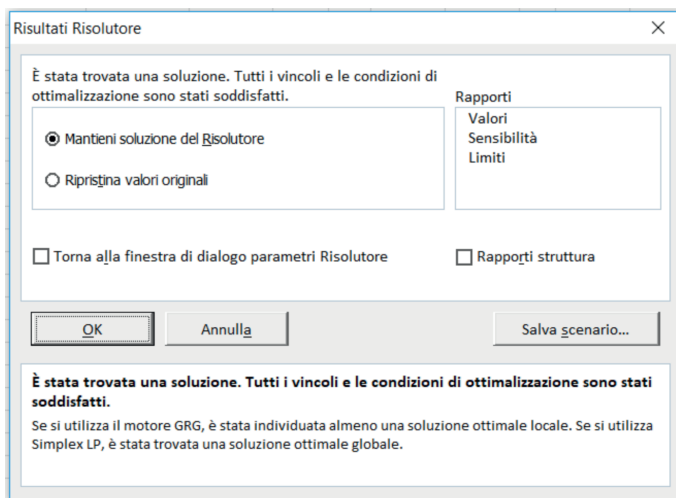 Risultati Risolutore
È stata trovata una soluzione. Tutti i vincoli e le condizioni di
ottimalizzazione sono stati soddisfatti.
Rapporti
Mantieni soluzione del Risolutore
Ripristina valori originali
Valori
Sensibilità
Limiti
Torna alla finestra di dialogo parametri Risolutore
Rapporti struttura
OK
Annulla
Salva scenario...
È stata trovata una soluzione. Tutti i vincoli e le condizioni di ottimalizzazione sono stati
soddisfatti.
Se si utilizza il motore GRG, è stata individuata almeno una soluzione ottimale locale. Se si utilizza
Simplex LP, è stata trovata una soluzione ottimale globale.